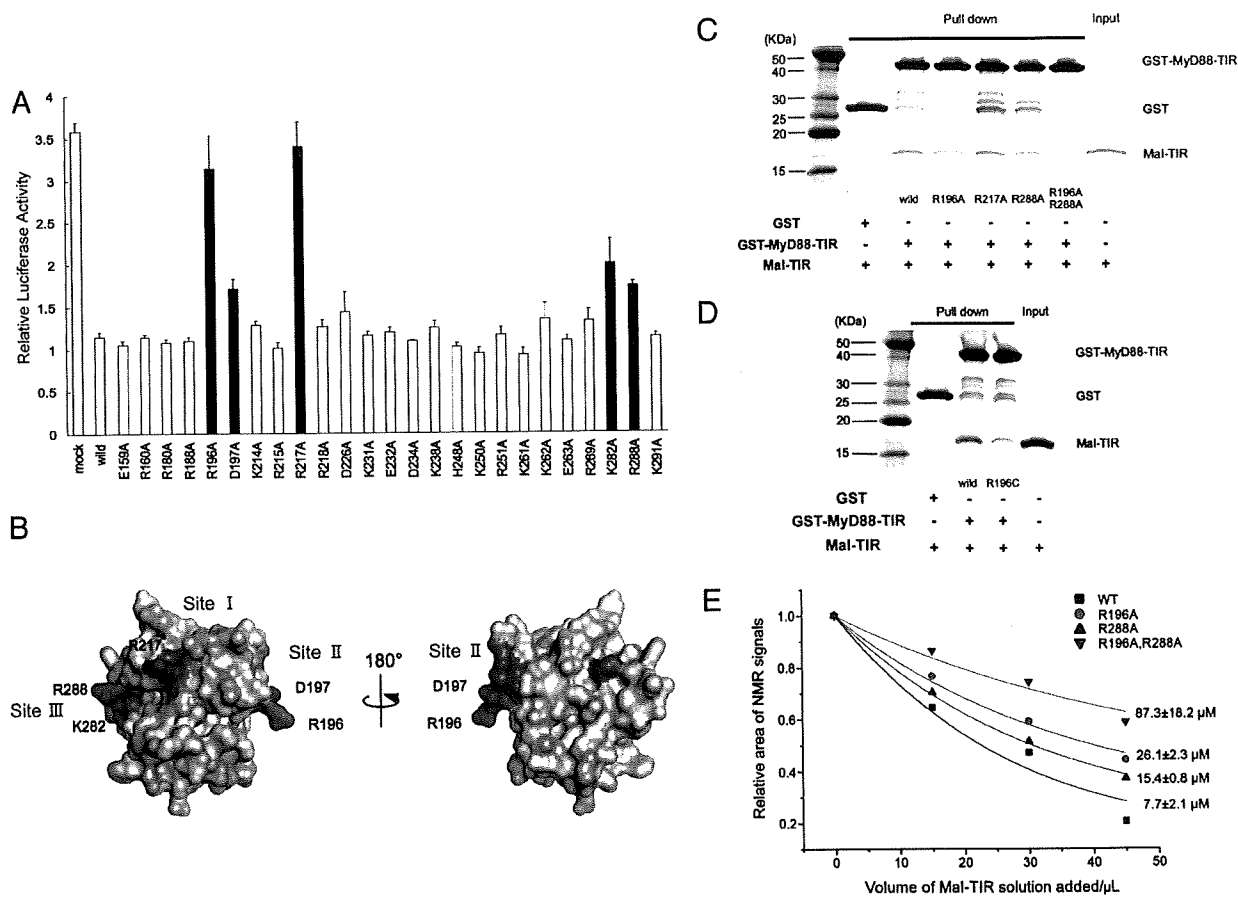 A
Relative Luciferase Activity
4
3.5
3
2.5
2
1.5
1
0.5
0
mock
wild
E159A
R160A
R180A
R188A
R196A
D197A
K214A
R215A
R217A
R218A
D226A
K231A
E232A
D234A
K238A
H248A
K250A
R251A
K261A
K262A
E263A
R269A
K282A
R288A
K291A
B
Site I
R217
R288
Site III
K282
Site II
D197
R196
180°
Site II
D197
R196
C
Pull down Input
(KDa)
50
40
30
25
20
15
GST-MyD88-TIR
GST
Mal-TIR
wild R196A R217A R288A R196A
R288A
GST + - - - - - -
GST-MyD88-TIR - + + + + + -
Mal-TIR + + + + + + +
D
Pull down Input
(KDa)
50
40
30
25
20
15
GST-MyD88-TIR
GST
Mal-TIR
wild R196C
GST + - - -
GST-MyD88-TIR - + + -
Mal-TIR + + + +
E
Relative area of NMR signals
1.0
0.8
0.6
0.4
0.2
WT
R196A
R288A
R196A,R288A
87.3±18.2 μM
26.1±2.3 μM
15.4±0.8 μM
7.7±2.1 μM
0 10 20 30 40 50
Volume of Mal-TIR solution added/μL